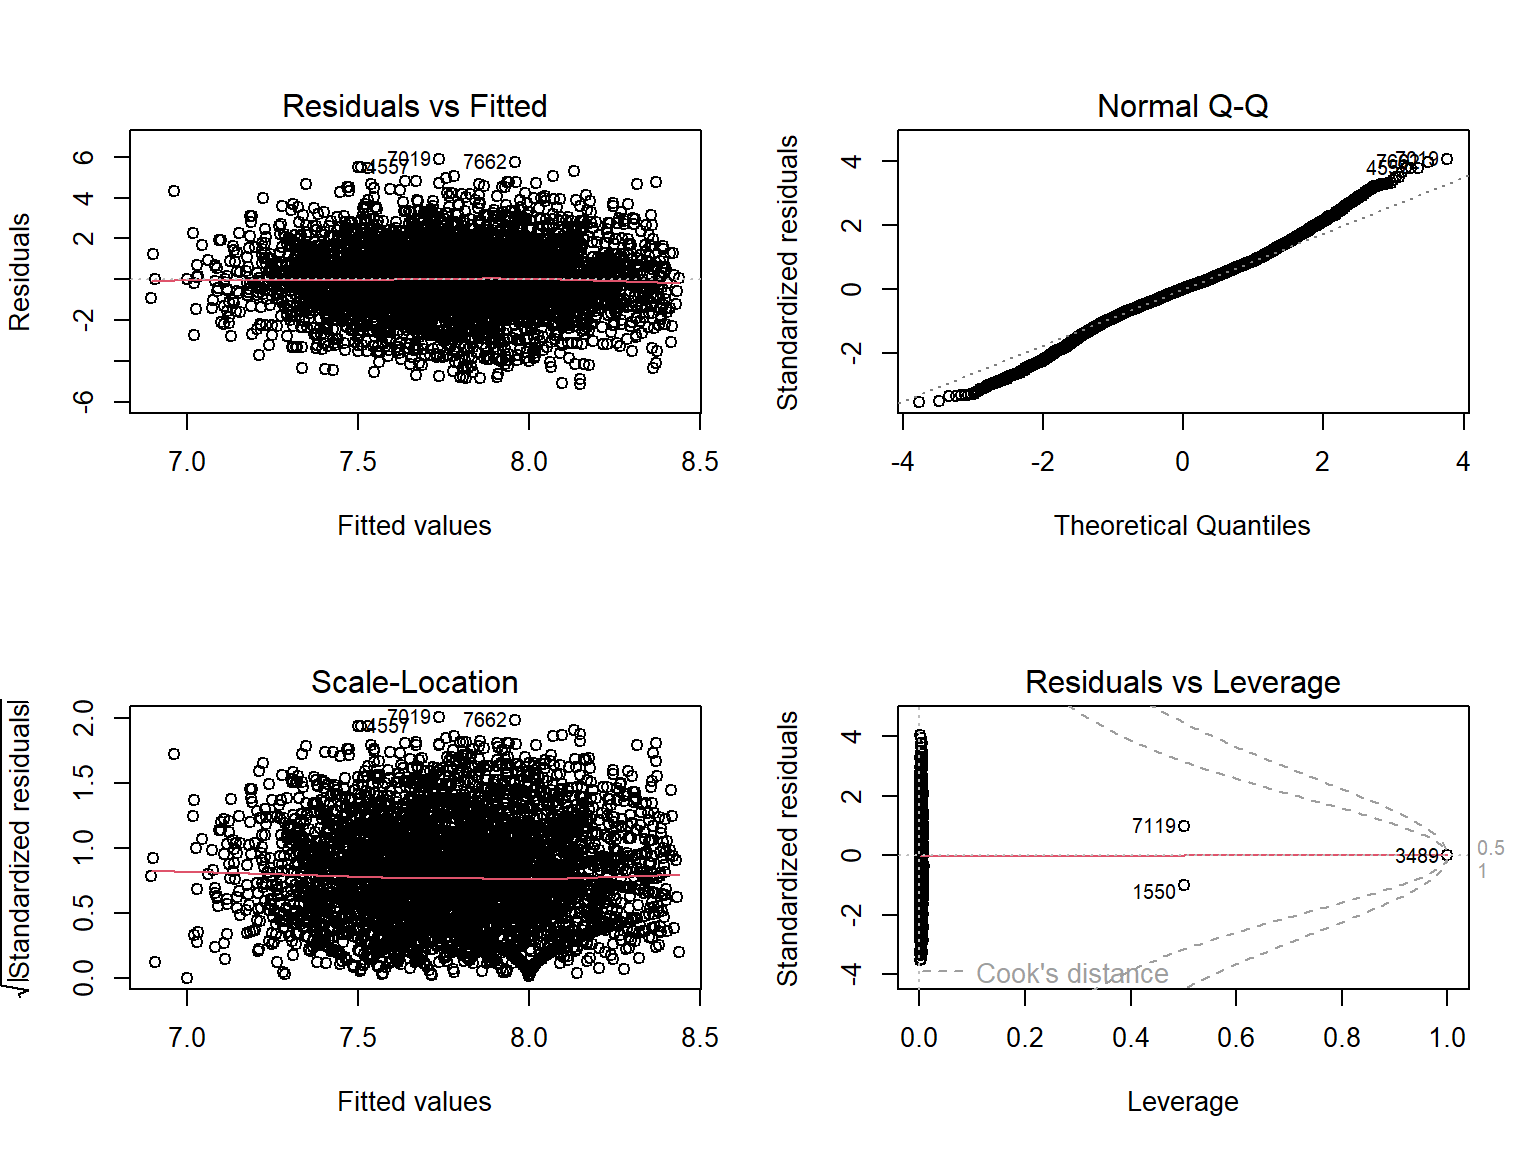 Residuals vs Fitted
Residuals
6
4
2
-2
-6
4557
7019
7662
7.0 7.5 8.0 8.5
Fitted values
Normal Q-Q
Standardized residuals
4
2
0
-2
7019
-4 -2 0 2 4
Theoretical Quantiles
Scale-Location
√|Standardized residuals|
2.0
1.5
1.0
0.5
0.0
4557
7019
7662
7.0 7.5 8.0 8.5
Fitted values
Residuals vs Leverage
Standardized residuals
4
2
0
-2
-4
7119
1550
3489
0.5
1
Cook's distance
0.0 0.2 0.4 0.6 0.8 1.0
Leverage